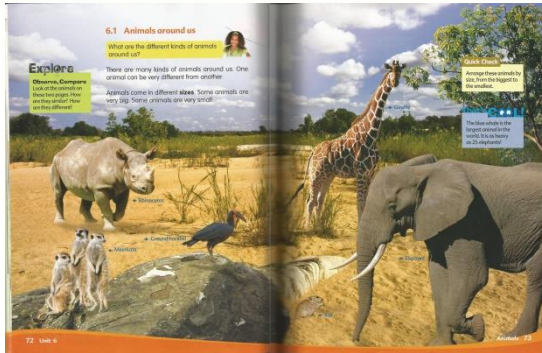 6.1 Animals around us
What are the different kinds of animals
around us?
Explore
Observe, Compare
Look at the animals on
these two pages. How
are they similar? How
are they different?
There are many kinds of animals around us. One
animal can be very different from another.
Animals come in different sizes. Some animals are
very big. Some animals are very small.
Rhinoceros
Groundhornbill
Meerkats
72 Unit 6
Quick Check
Arrange these animals by
size, from the biggest to
the smallest.
Giraffe
The blue whale is the
largest animal in the
world. It is as heavy
as 25 elephants!
Elephant
Animals 73